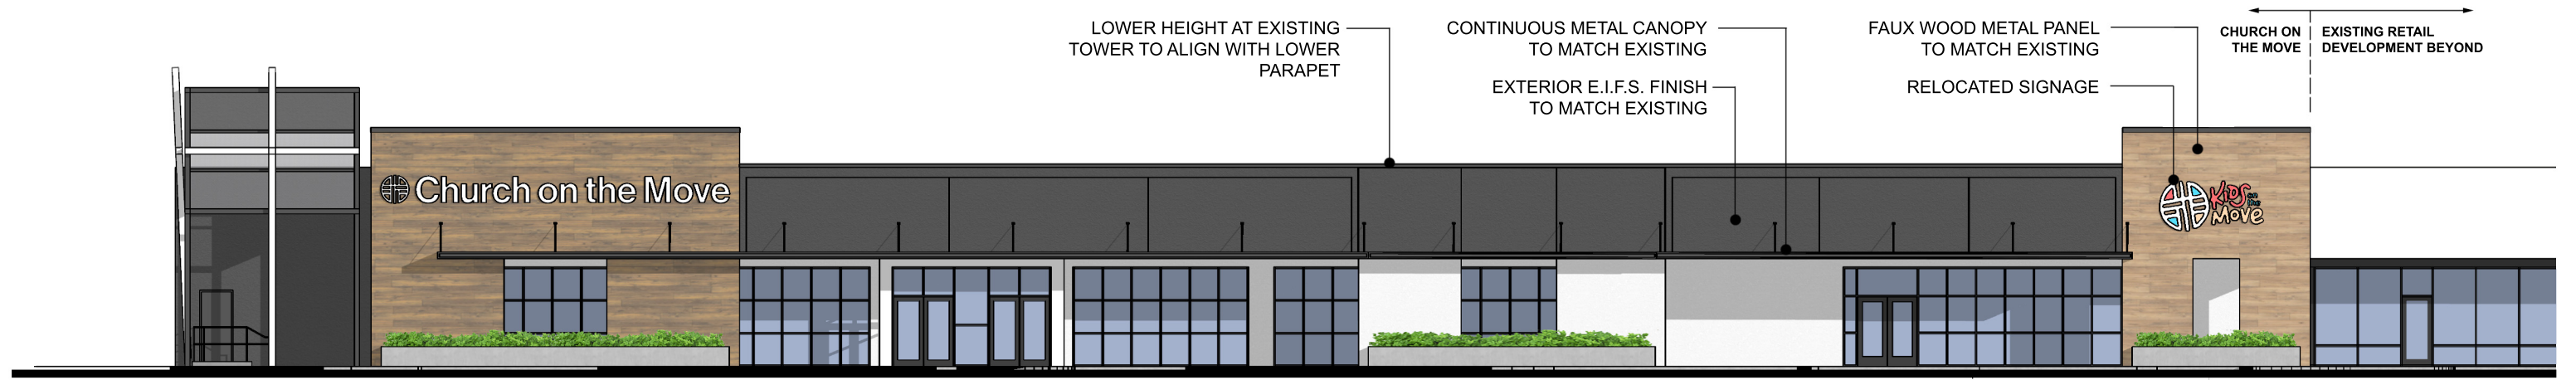 LOWER HEIGHT AT EXISTING
TOWER TO ALIGN WITH LOWER
PARAPET
CONTINUOUS METAL CANOPY
TO MATCH EXISTING
EXTERIOR E.I.F.S. FINISH
TO MATCH EXISTING
FAUX WOOD METAL PANEL
TO MATCH EXISTING
RELOCATED SIGNAGE
CHURCH ON
THE MOVE
EXISTING RETAIL
DEVELOPMENT BEYOND
Church on the Move
KiDS on the
MOVE